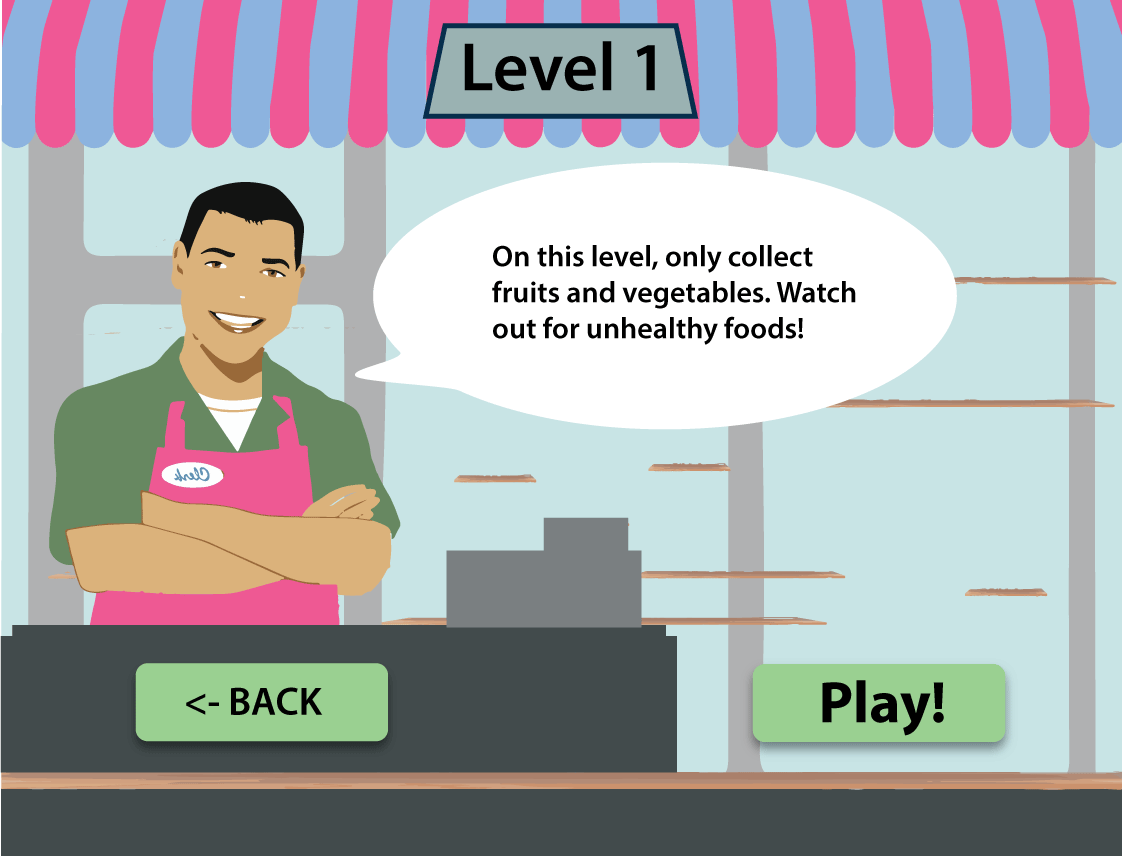 Level 1
On this level, only collect
fruits and vegetables. Watch
out for unhealthy foods!
Clerk
<- BACK
Play!